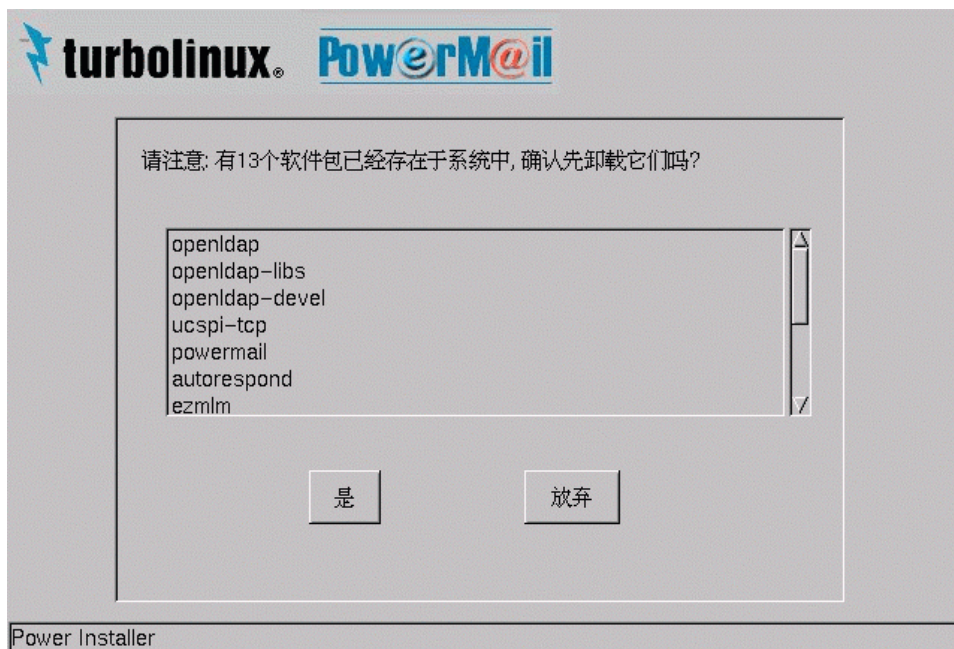 turbolinux® PowerM@il
请注意: 有13个软件包已经存在于系统中, 确认先卸载它们吗?
openldap
openldap-libs
openldap-devel
ucspi-tcp
powermail
autorespond
ezmlm
是 放弃
Power Installer